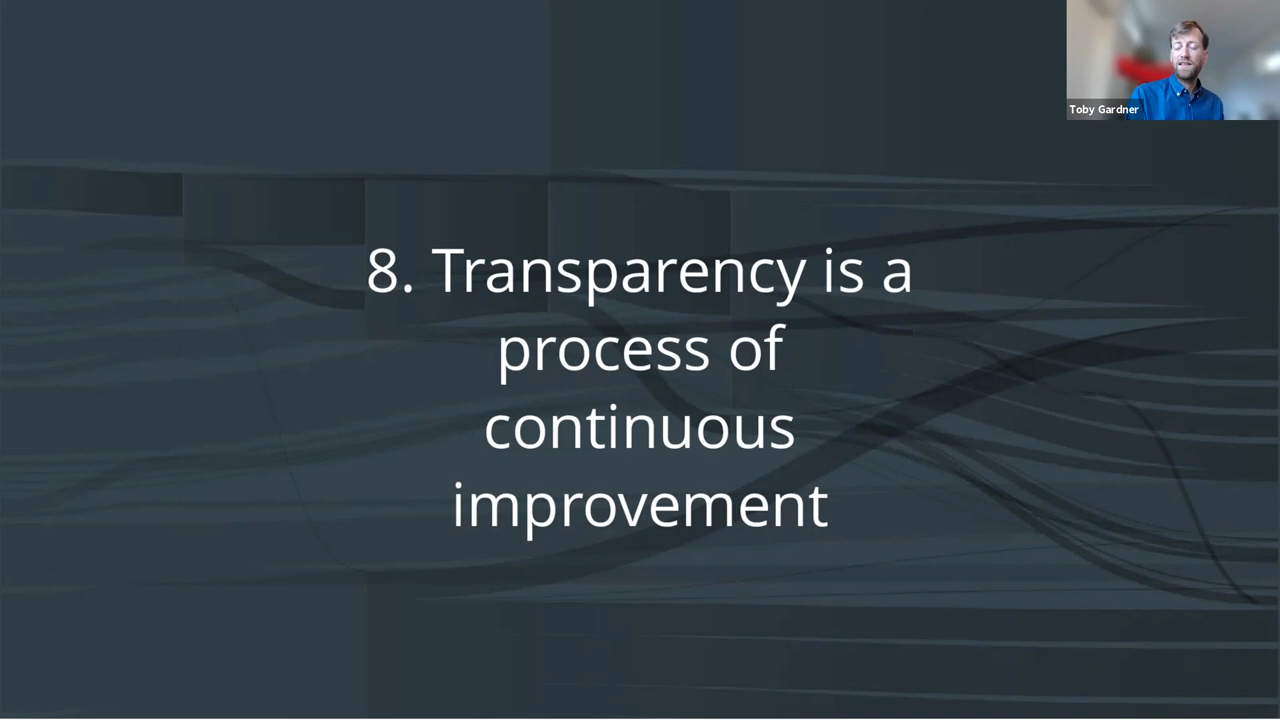 Toby Gardner
8. Transparency is a
process of
continuous
improvement